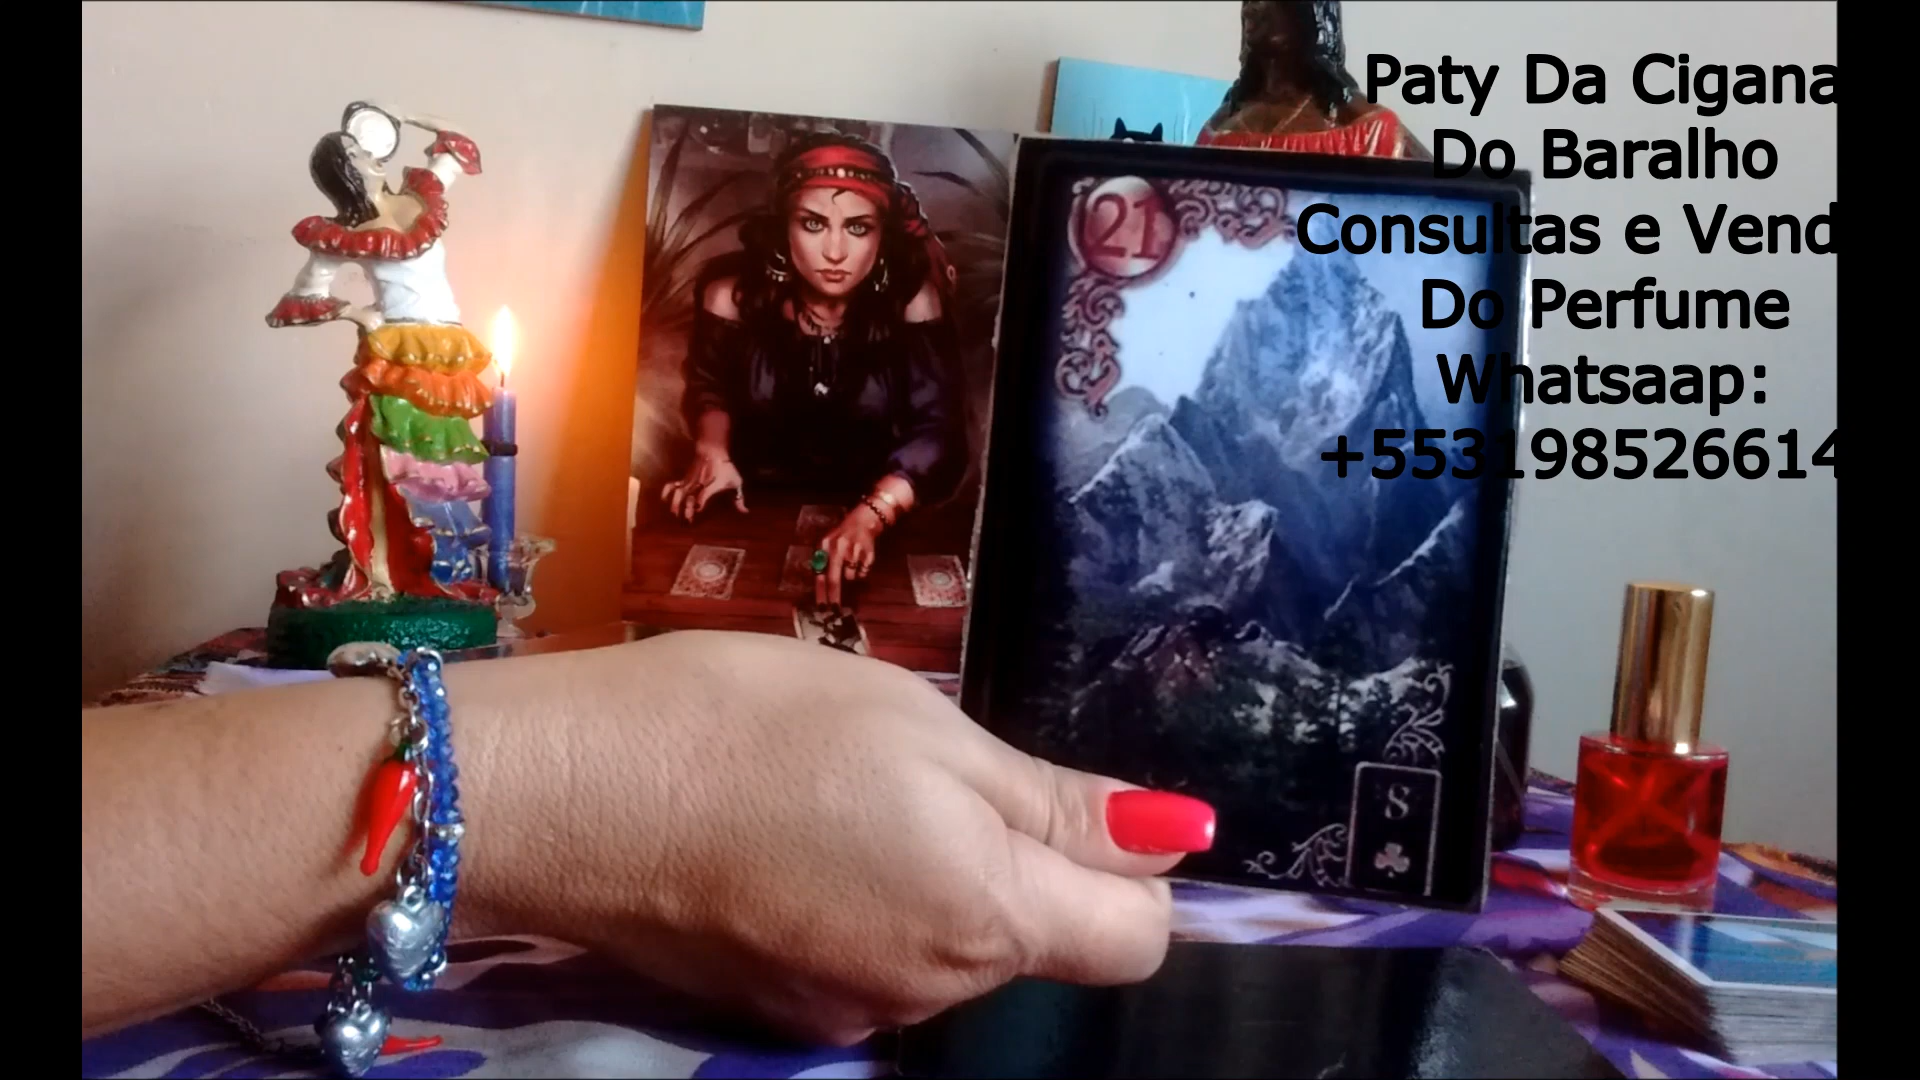 Paty Da Cigana
Do Baralho
Consultas e Vend
Do Perfume
Whatsaap:
+553198526614
21
8